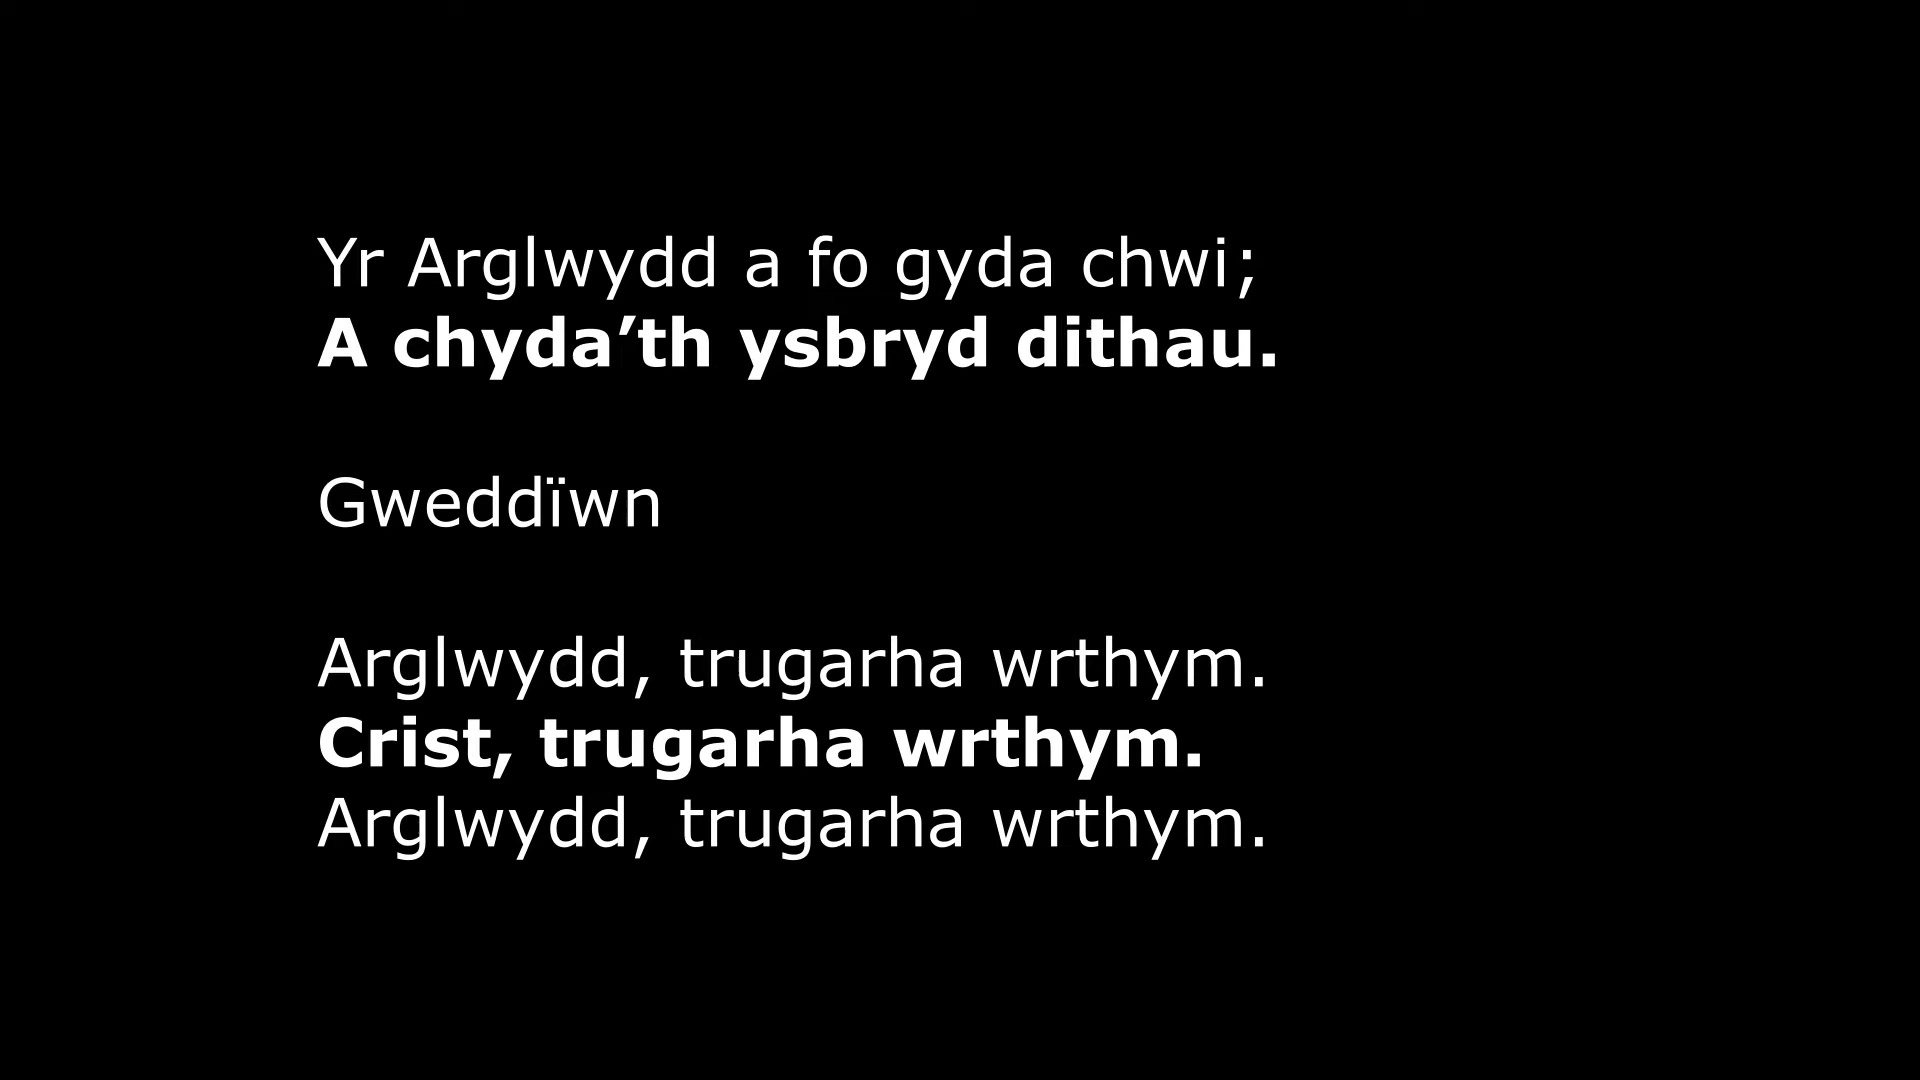 Yr Arglwydd a fo gyda chwi;
A chyda’th ysbryd dithau.
Gweddïwn
Arglwydd, trugarha wrthym.
Crist, trugarha wrthym.
Arglwydd, trugarha wrthym.